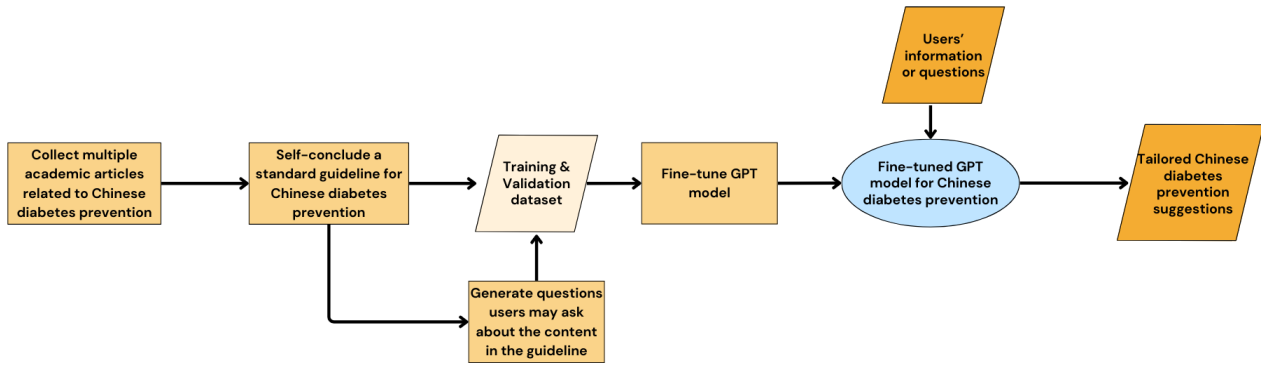 Users'
information
or questions
Collect multiple
academic articles
related to Chinese
diabetes prevention
Self-conclude a
standard guideline for
Chinese diabetes
prevention
Training &
Validation
dataset
Fine-tune GPT
model
Fine-tuned GPT
model for Chinese
diabetes prevention
Tailored Chinese
diabetes
prevention
suggestions
Generate questions
users may ask
about the content
in the guideline